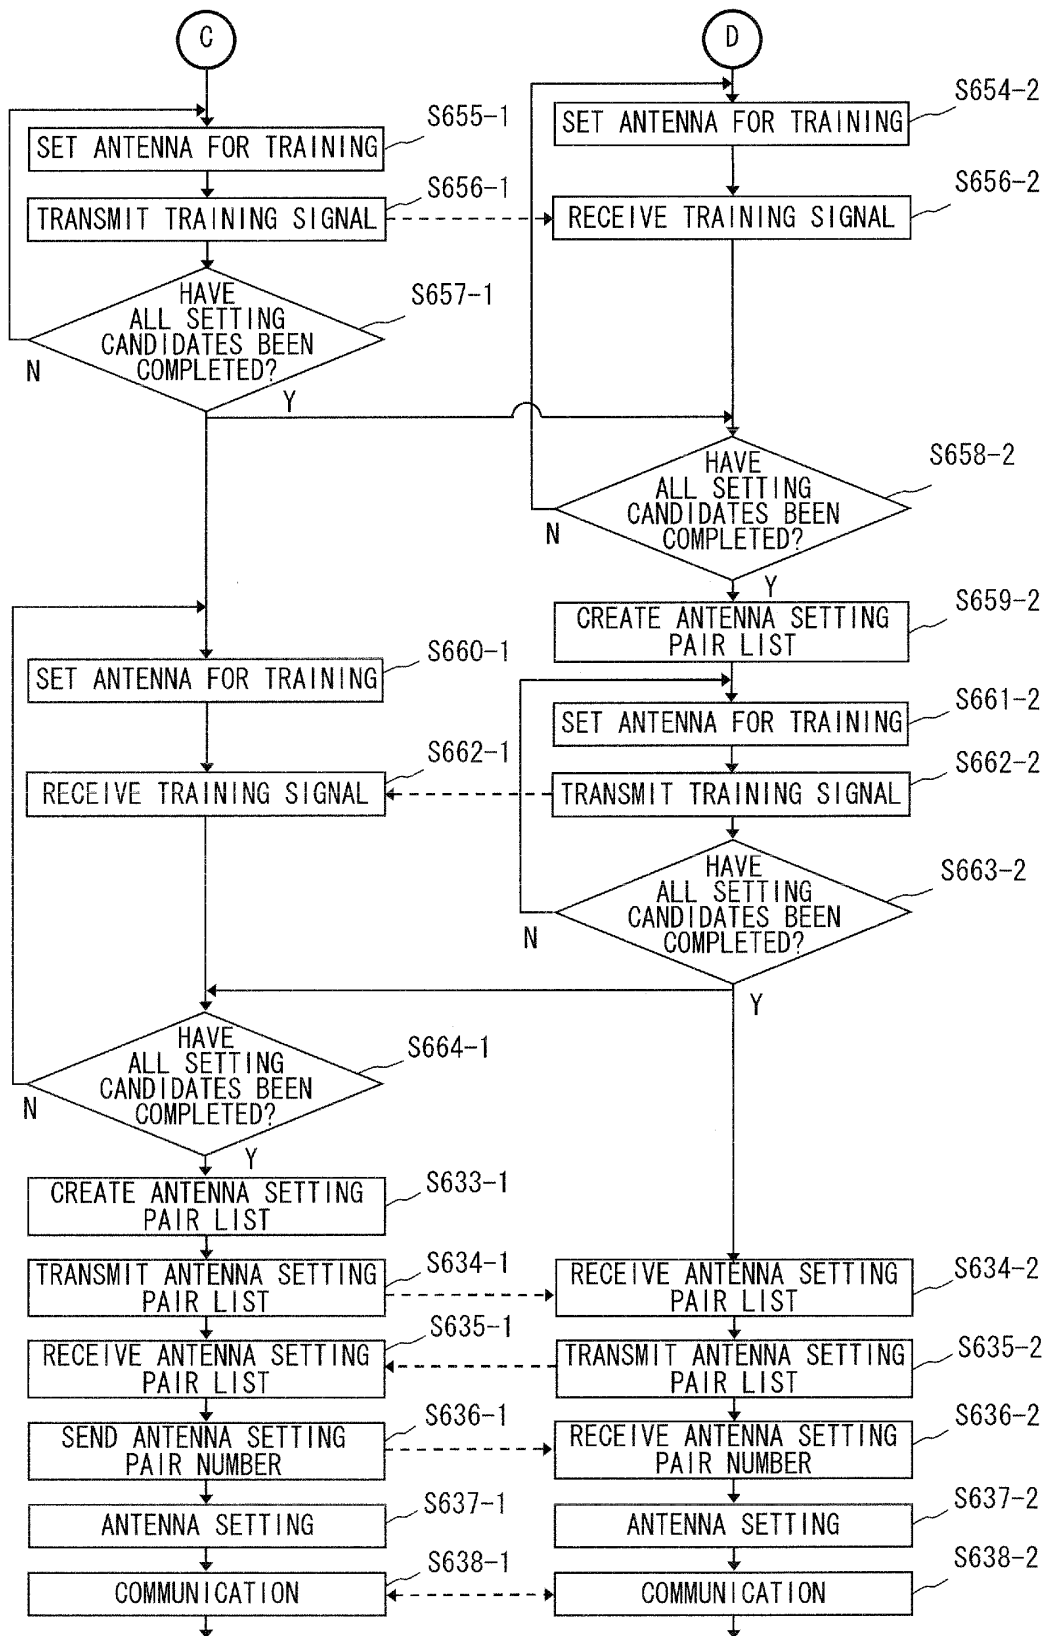 C
D
S655-1
S654-2
SET ANTENNA FOR TRAINING
SET ANTENNA FOR TRAINING
S656-1
S656-2
TRANSMIT TRAINING SIGNAL
RECEIVE TRAINING SIGNAL
S657-1
HAVE
ALL SETTING
CANDIDATES BEEN
COMPLETED?
N
Y
S658-2
HAVE
ALL SETTING
CANDIDATES BEEN
COMPLETED?
N
Y
S659-2
CREATE ANTENNA SETTING
PAIR LIST
S660-1
SET ANTENNA FOR TRAINING
S661-2
SET ANTENNA FOR TRAINING
S662-1
S662-2
RECEIVE TRAINING SIGNAL
TRANSMIT TRAINING SIGNAL
S663-2
HAVE
ALL SETTING
CANDIDATES BEEN
COMPLETED?
N
Y
S664-1
HAVE
ALL SETTING
CANDIDATES BEEN
COMPLETED?
N
Y
S633-1
CREATE ANTENNA SETTING
PAIR LIST
S634-1
S634-2
TRANSMIT ANTENNA SETTING
PAIR LIST
RECEIVE ANTENNA SETTING
PAIR LIST
S635-1
S635-2
RECEIVE ANTENNA SETTING
PAIR LIST
TRANSMIT ANTENNA SETTING
PAIR LIST
S636-1
S636-2
SEND ANTENNA SETTING
PAIR NUMBER
RECEIVE ANTENNA SETTING
PAIR NUMBER
S637-1
S637-2
ANTENNA SETTING
ANTENNA SETTING
S638-1
S638-2
COMMUNICATION
COMMUNICATION